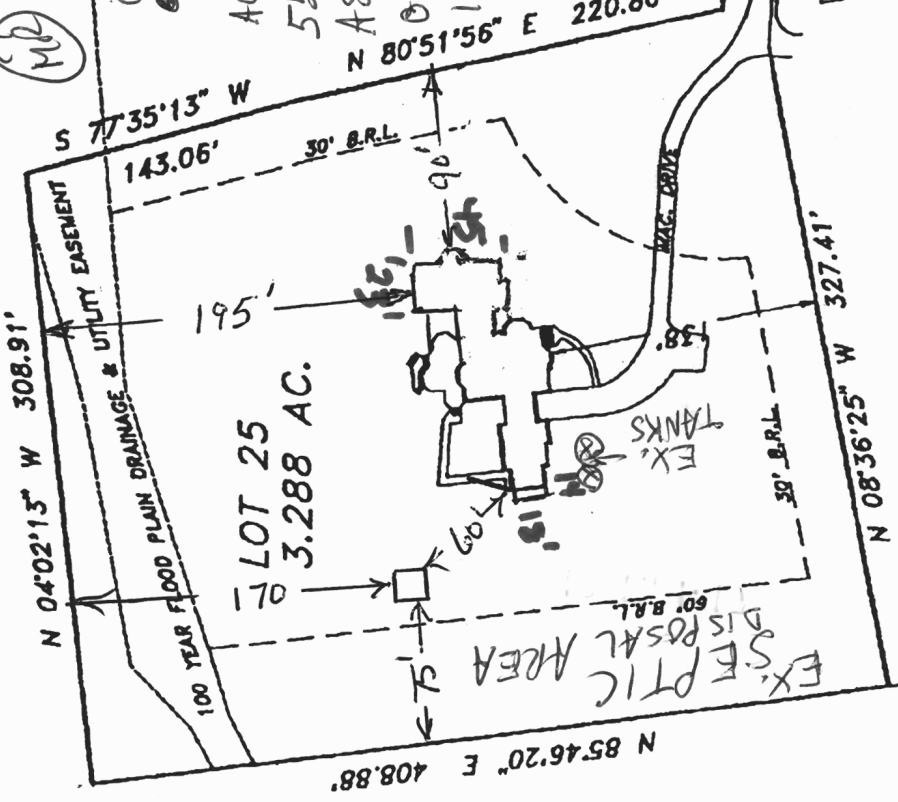 N 80°51'56" E 220.80'
S 77°35'13" W
143.06'
30' B.R.L.
90'
MAC. DRIVE
UTILITY EASEMENT
195'
308.91'
327.41'
38'
LOT 25
3.288 AC.
EX. TANKS
30' B.R.L.
100 YEAR FLOOD PLAIN DRAINAGE &
N 04°02'15" W
N 08°36'25" W
60'
170
60' B.R.L.
75'
EX. SEPTIC
DISPOSAL AREA
N 85°46'20" E 408.88'